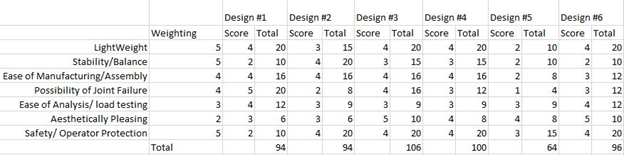 Design #1 Design #2 Design #3 Design #4 Design #5 Design #6
Weighting Score Total Score Total Score Total Score Total Score Total Score Total
LightWeight 5 4 20 3 15 4 20 4 20 2 10 4 20
Stability/Balance 5 2 10 4 20 3 15 3 15 2 10 2 10
Ease of Manufacturing/Assembly 4 4 16 4 16 4 16 4 16 2 8 3 12
Possibility of Joint Failure 4 5 20 2 8 4 16 3 12 1 4 3 12
Ease of Analysis/ load testing 3 4 12 3 9 3 9 3 9 3 9 4 12
Aesthetically Pleasing 2 3 6 3 6 5 10 4 8 4 8 5 10
Safety/ Operator Protection 5 2 10 4 20 4 20 4 20 3 15 4 20
Total 94 94 106 100 64 96